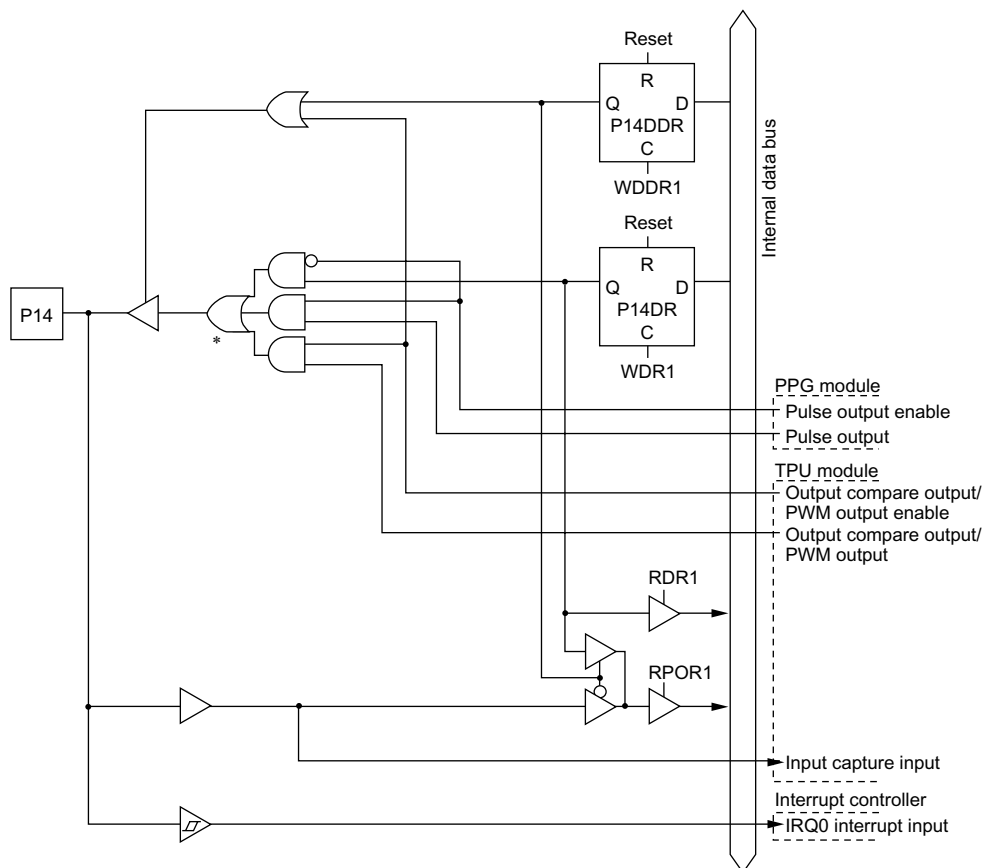 Reset
R
Q
D
P14DDR
C
WDDR1
Internal data bus
Reset
R
Q
D
P14DR
C
WDR1
P14
*
PPG module
Pulse output enable
Pulse output
TPU module
Output compare output/
PWM output enable
Output compare output/
PWM output
RDR1
RPOR1
Input capture input
Interrupt controller
IRQ0 interrupt input